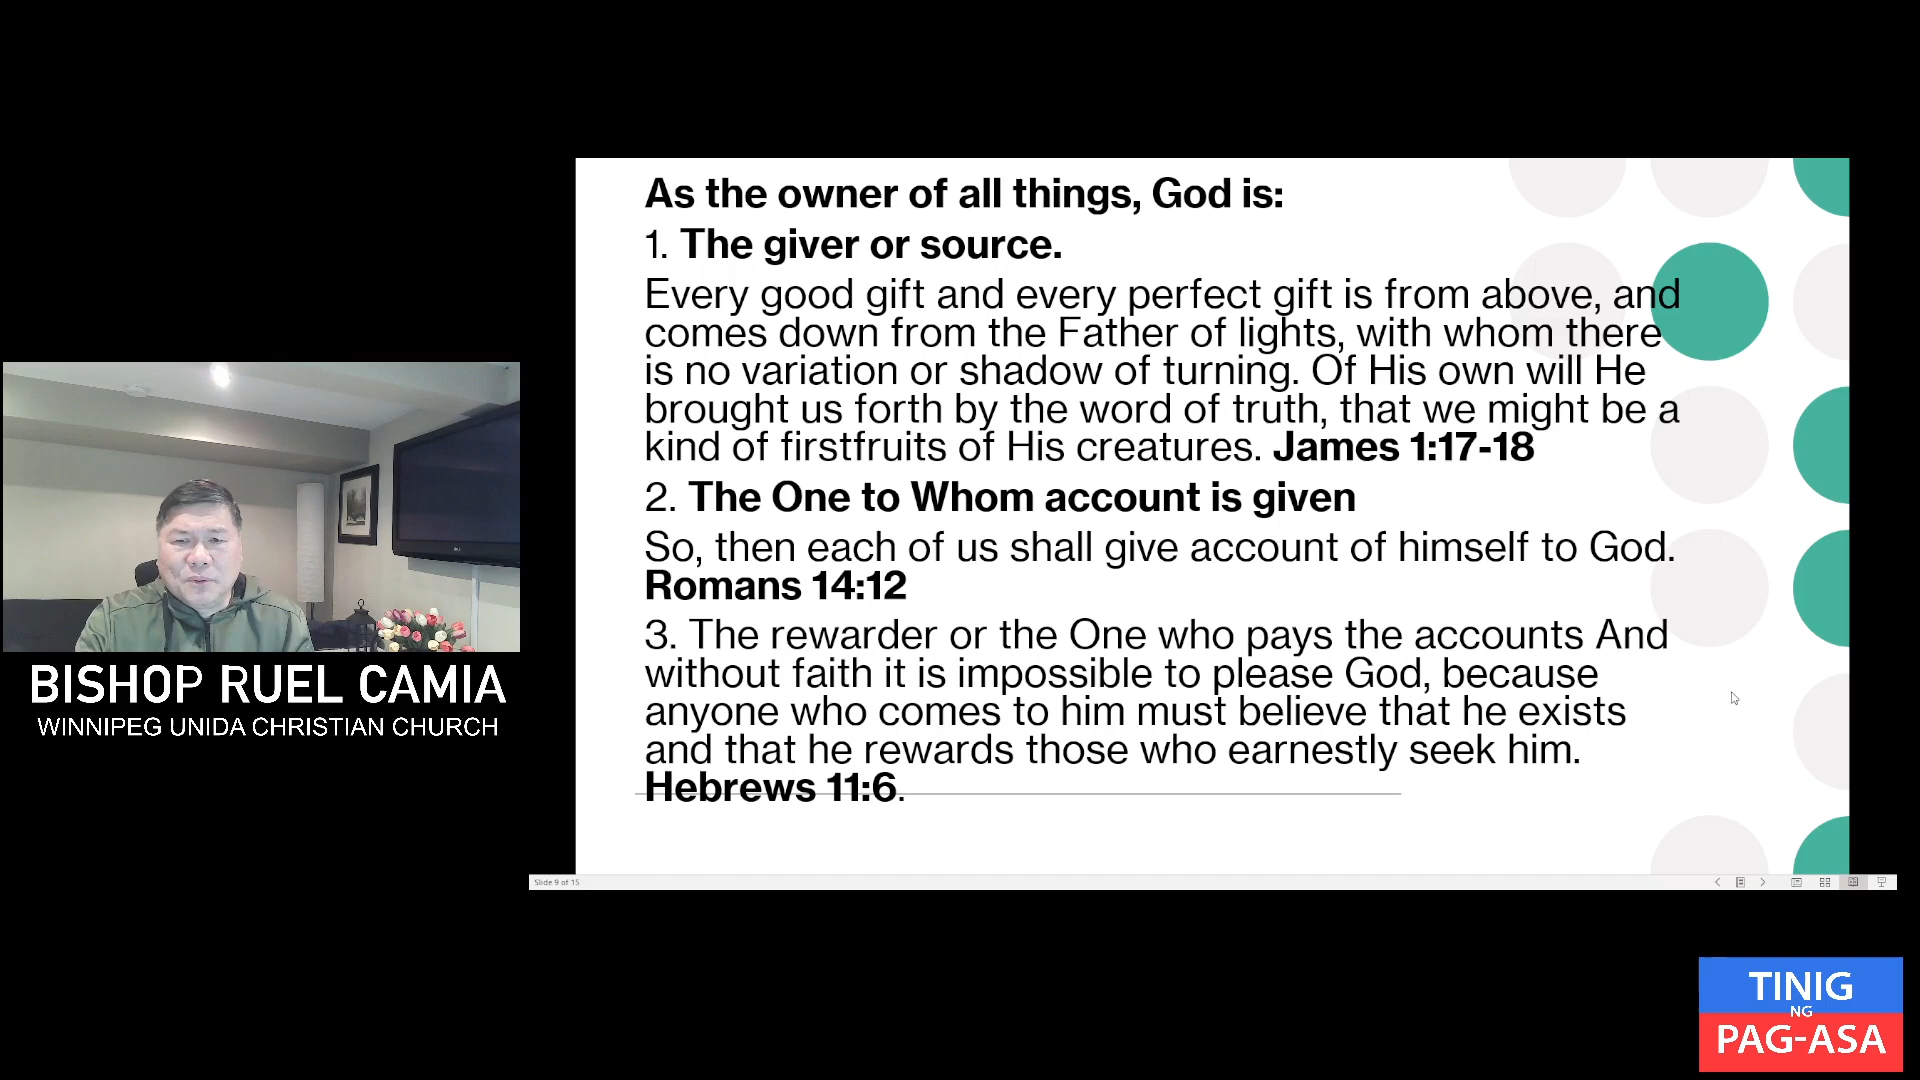 As the owner of all things, God is:
1. The giver or source.
Every good gift and every perfect gift is from above, and
comes down from the Father of lights, with whom there
is no variation or shadow of turning. Of His own will He
brought us forth by the word of truth, that we might be a
kind of firstfruits of His creatures. James 1:17-18
2. The One to Whom account is given
So, then each of us shall give account of himself to God.
Romans 14:12
3. The rewarder or the One who pays the accounts And
without faith it is impossible to please God, because
anyone who comes to him must believe that he exists
and that he rewards those who earnestly seek him.
Hebrews 11:6.
BISHOP RUEL CAMIA
WINNIPEG UNIDA CHRISTIAN CHURCH
Slide 9 of 15
TINIG
NG
PAG-ASA